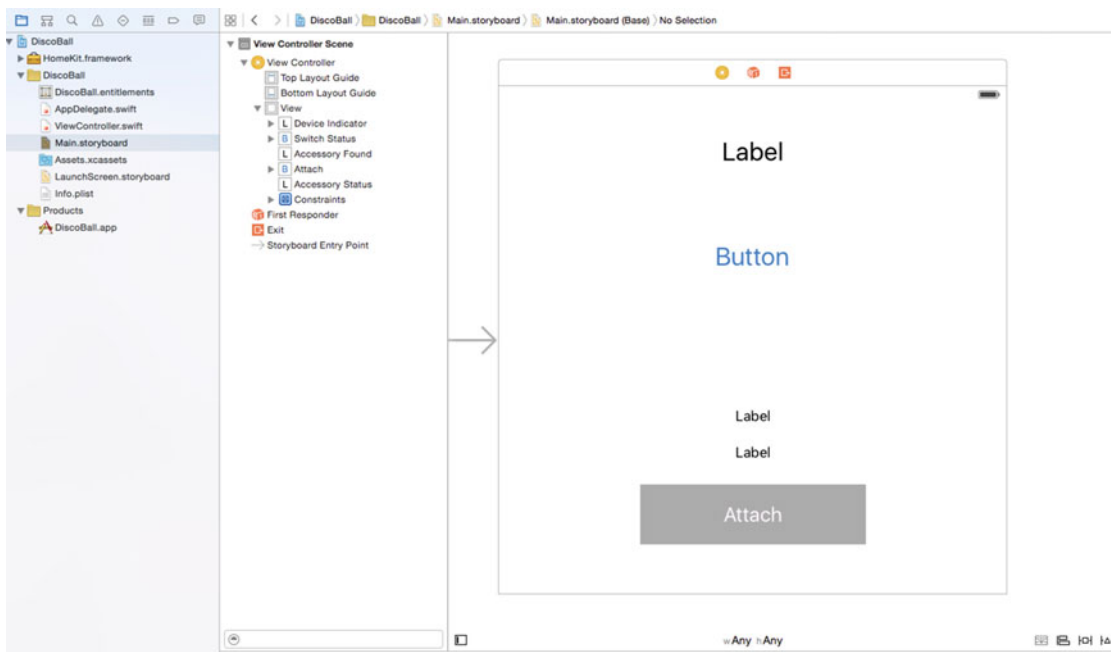 DiscoBall 〉 DiscoBall 〉 Main.storyboard 〉 Main.storyboard (Base) 〉 No Selection
DiscoBall
HomeKit.framework
DiscoBall
DiscoBall.entitlements
AppDelegate.swift
ViewController.swift
Main.storyboard
Assets.xcassets
LaunchScreen.storyboard
Info.plist
Products
DiscoBall.app
View Controller Scene
View Controller
Top Layout Guide
Bottom Layout Guide
View
L Device Indicator
B Switch Status
L Accessory Found
B Attach
L Accessory Status
Constraints
First Responder
Exit
Storyboard Entry Point
Label
Button
Label
Label
Attach
wAny hAny